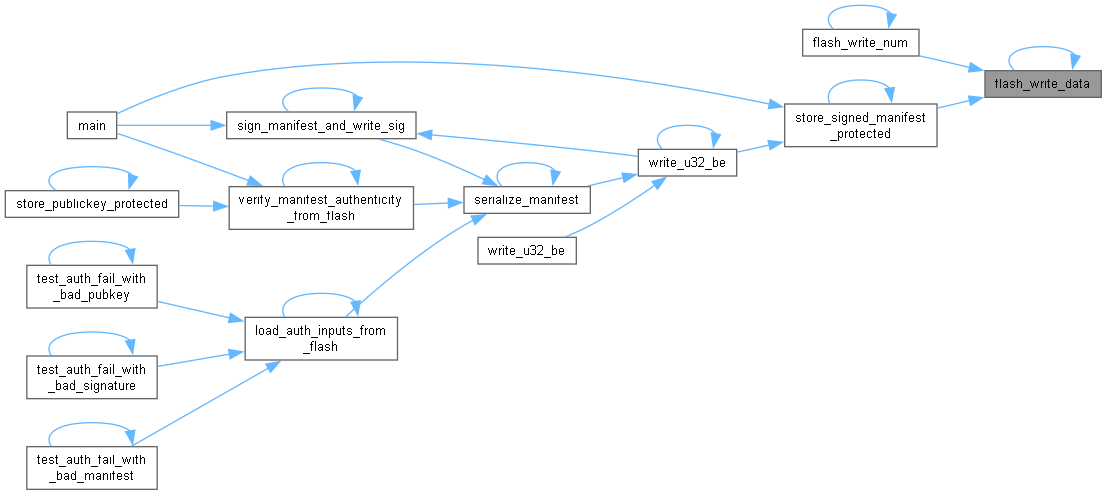 flash_write_num
flash_write_data
main
sign_manifest_and_write_sig
store_signed_manifest
_protected
write_u32_be
store_publickey_protected
verify_manifest_authenticity
_from_flash
serialize_manifest
write_u32_be
test_auth_fail_with
_bad_pubkey
load_auth_inputs_from
_flash
test_auth_fail_with
_bad_signature
test_auth_fail_with
_bad_manifest